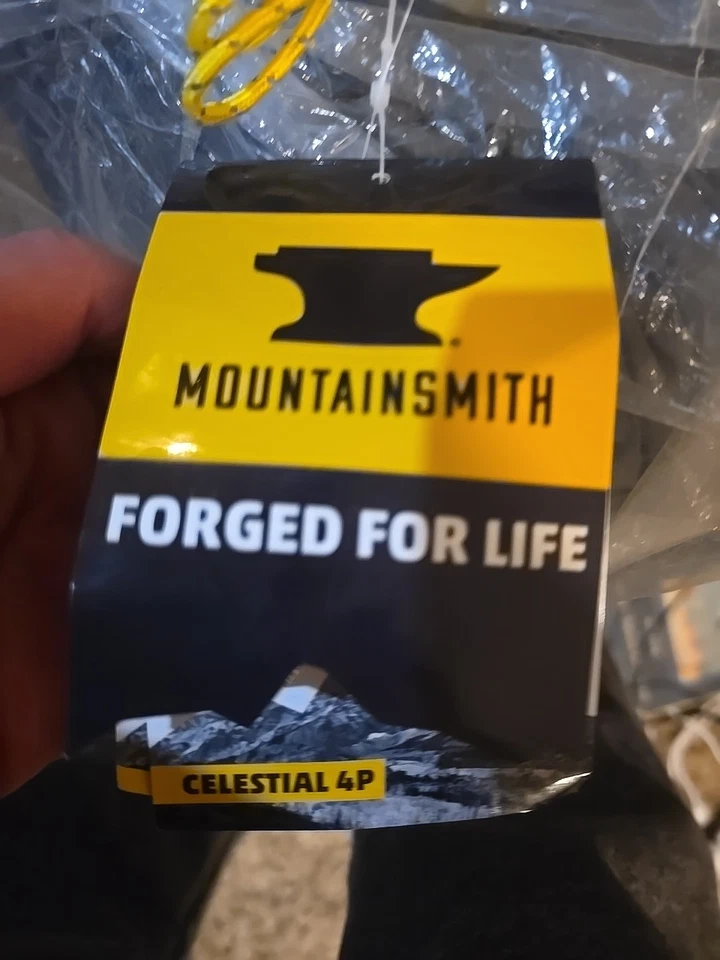 MOUNTAINSMITH
FORGED FOR LIFE
CELESTIAL 4P